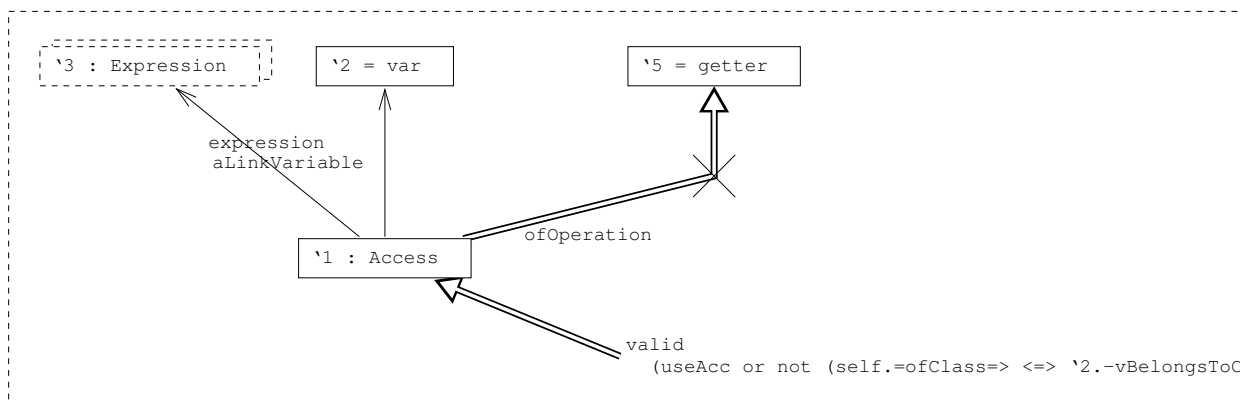 ‛3 : Expression
‛2 = var
‛5 = getter
expression
aLinkVariable
ofOperation
‛1 : Access
valid
(useAcc or not (self.=ofClass=> <=> ‛2.−vBelongsToC